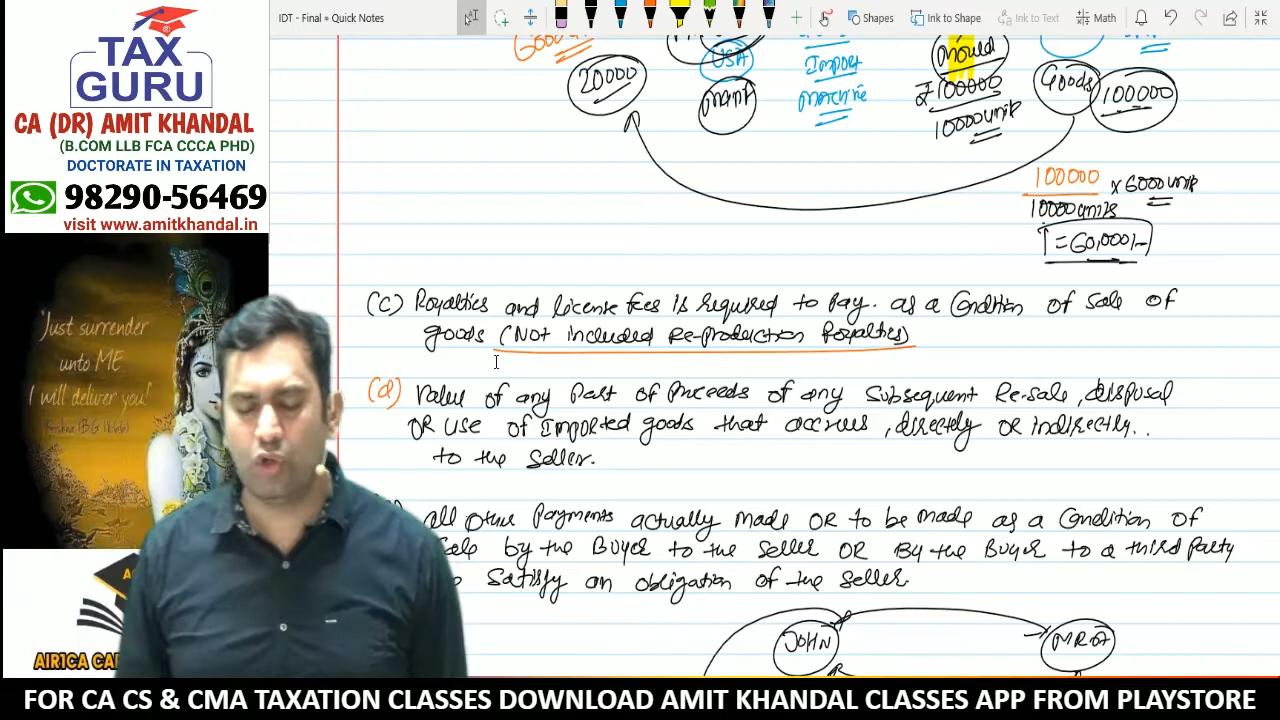 IDT - Final » Quick Notes
Shapes
Ink to Shape
Ink to Text
Math
TAX
GURU
CA (DR) AMIT KHANDAL
(B.COM LLB FCA CCCA PHD)
DOCTORATE IN TAXATION
98290-56469
visit www.amitkhandal.in
"Just surrender
unto ME
I will deliver you!"
20000
USA
Import
Machine
Mould
₹100000
10000 unit
Goods
100000
100000
10000 units
x 6000 unit
= 60,000/-
(c) Royalties and license fees is required to pay. as a Condition of Sale of
goods (Not included Re-production Royalties)
(d) Value of any Part of Proceeds of any Subsequent Re-sale, disposal
OR use of Imported goods that accrues, directly or indirectly..
to the seller.
All other Payments actually made OR to be made as a Condition of
by the Buyer to the Seller OR By the Buyer to a third Party
Satisfy an obligation of the seller
JOHN
MR A
FOR CA CS & CMA TAXATION CLASSES DOWNLOAD AMIT KHANDAL CLASSES APP FROM PLAYSTORE